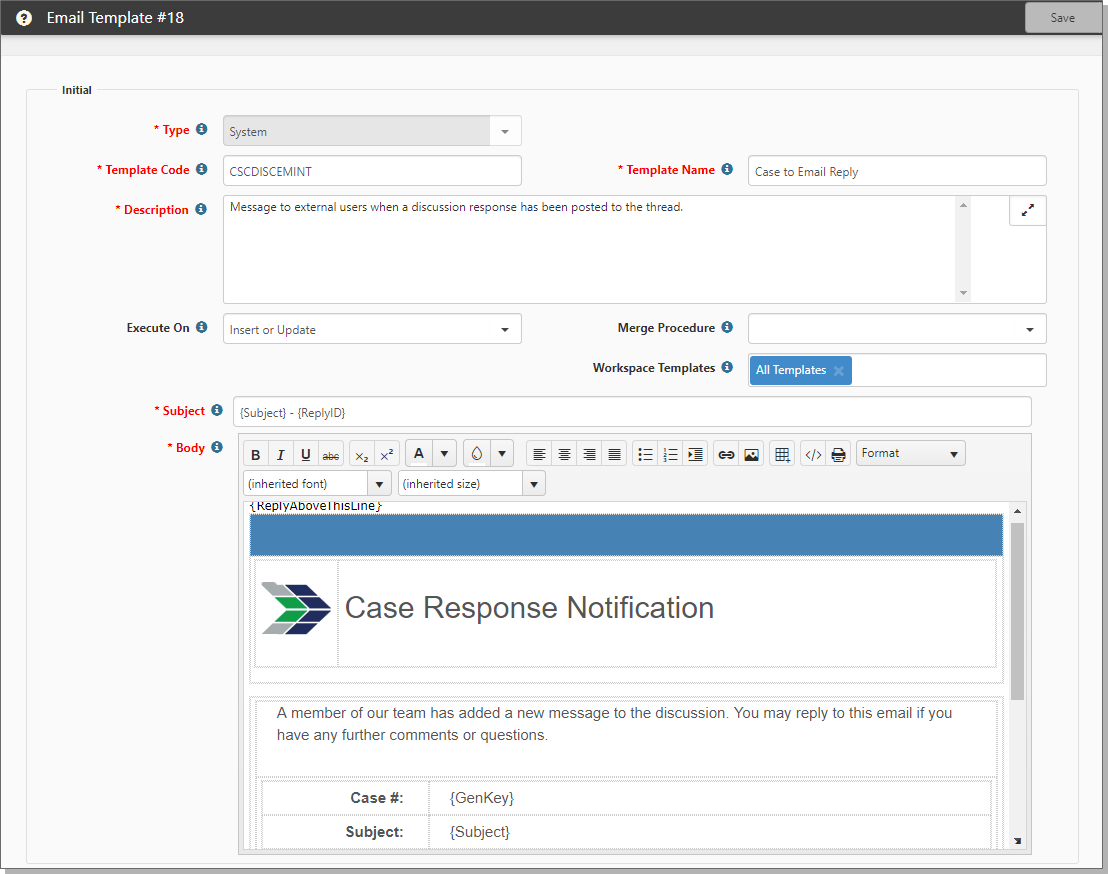 Email Template #18
Save
Initial
* Type
System
* Template Code
CSCDISCEMINT
* Template Name
Case to Email Reply
* Description
Message to external users when a discussion response has been posted to the thread.
Execute On
Insert or Update
Merge Procedure
Workspace Templates
All Templates
* Subject
{Subject} - {ReplyID}
* Body
B I U abc x₂ x² A </> Format
(inherited font) (inherited size)
{ReplyAboveThisLine}
Case Response Notification
A member of our team has added a new message to the discussion. You may reply to this email if you
have any further comments or questions.
Case #: {GenKey}
Subject: {Subject}